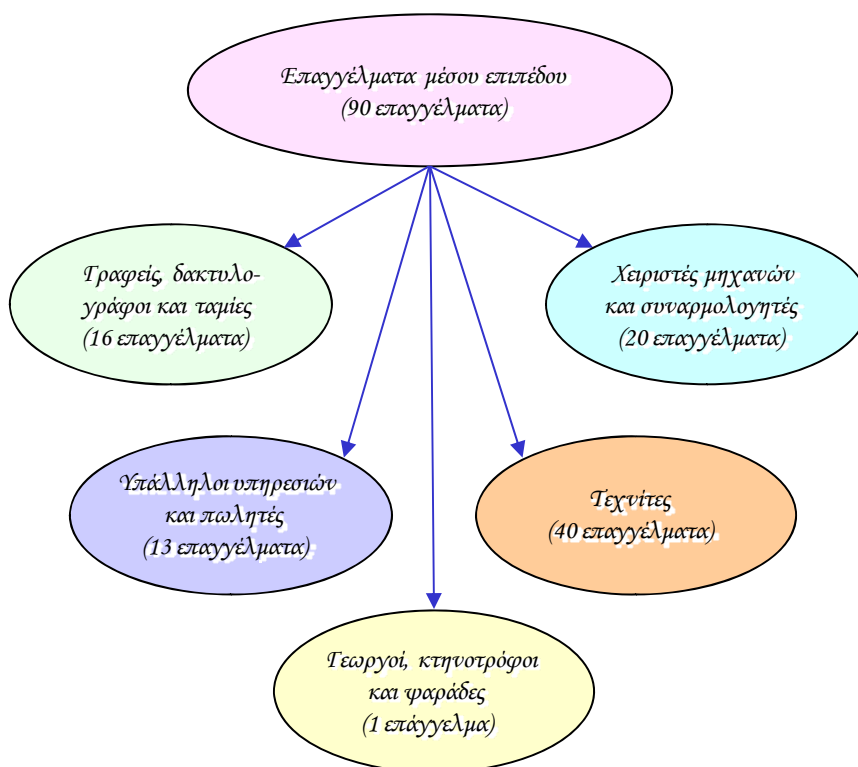 Επαγγέλματα μέσου επιπέδου
(90 επαγγέλματα)
Γραφείς, δακτυλο-
γράφοι και ταμίες
(16 επαγγέλματα)
Χειριστές μηχανών
και συναρμολογητές
(20 επαγγέλματα)
Υπάλληλοι υπηρεσιών
και πωλητές
(13 επαγγέλματα)
Τεχνίτες
(40 επαγγέλματα)
Γεωργοί, κτηνοτρόφοι
και ψαράδες
(1 επάγγελμα)